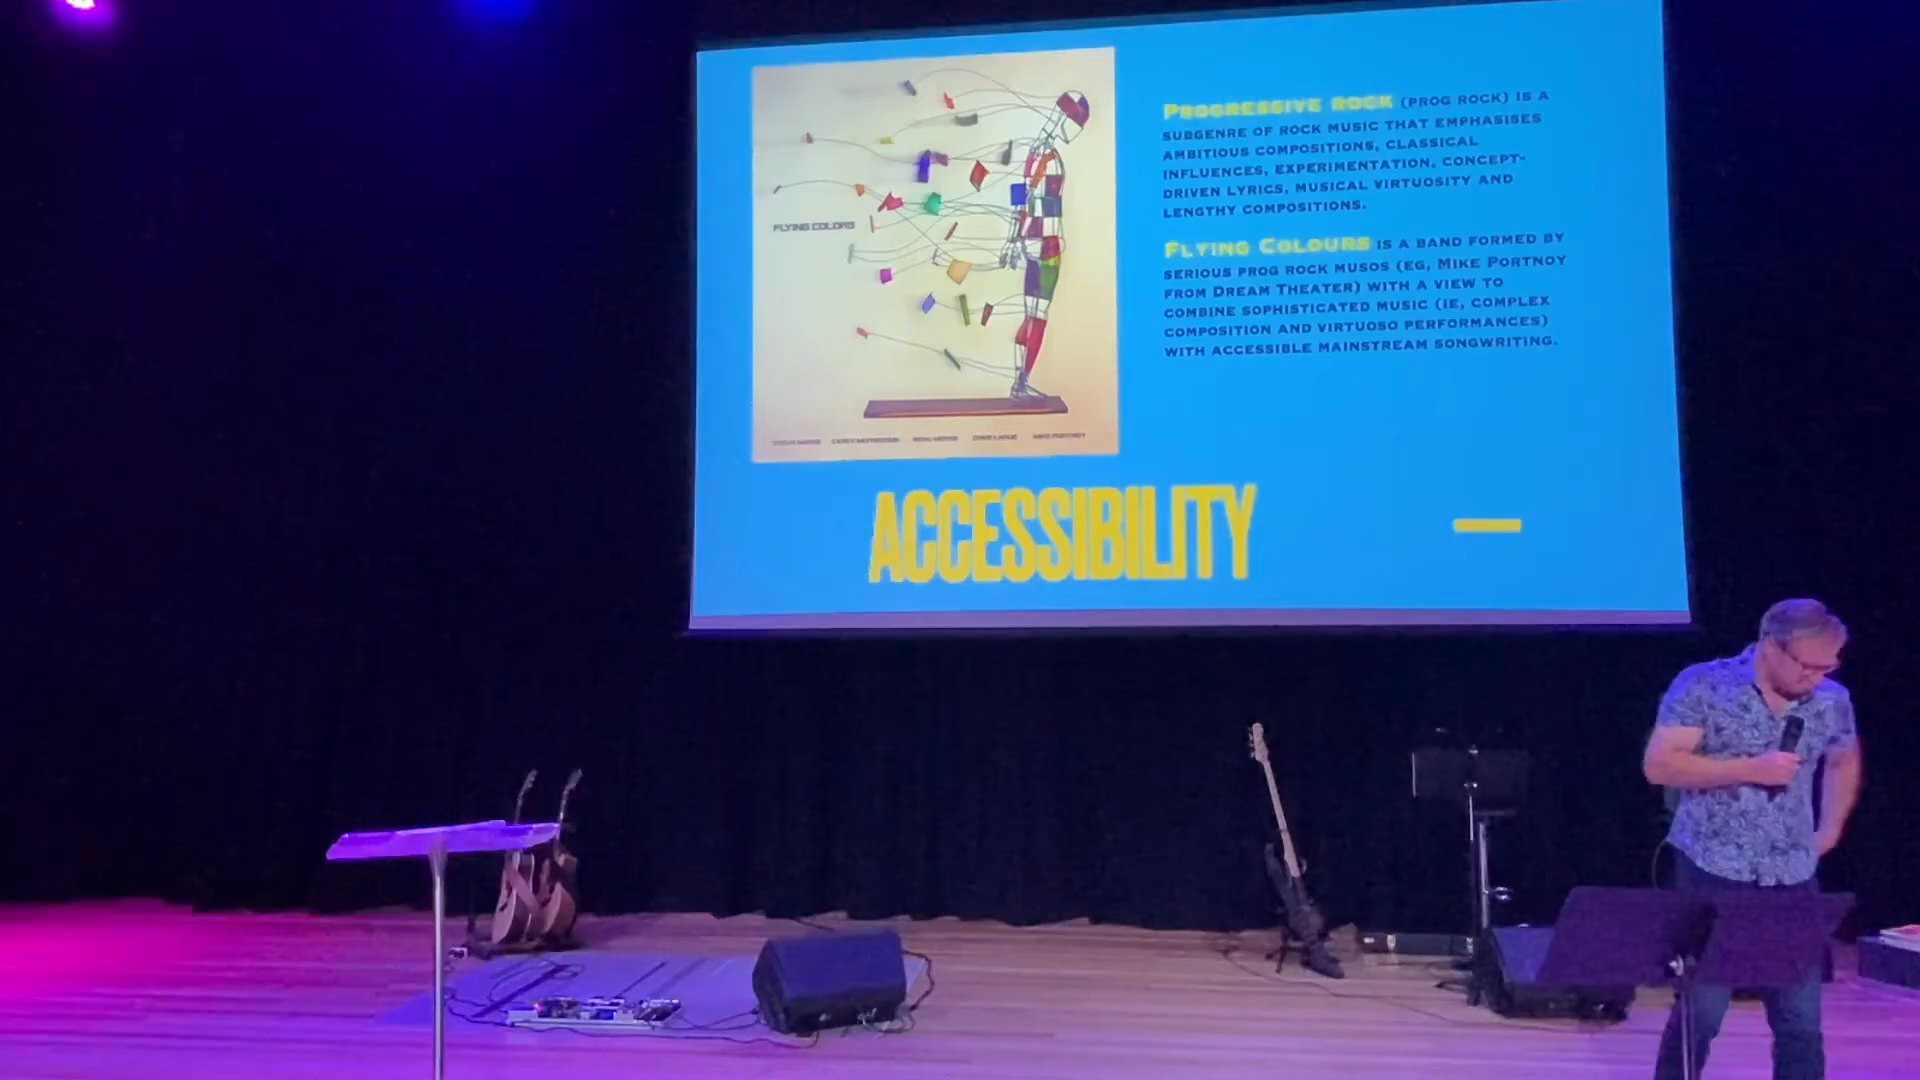 FLYING COLORS
PROGRESSIVE ROCK (PROG ROCK) IS A
SUBGENRE OF ROCK MUSIC THAT EMPHASISES
AMBITIOUS COMPOSITIONS, CLASSICAL
INFLUENCES, EXPERIMENTATION, CONCEPT-
DRIVEN LYRICS, MUSICAL VIRTUOSITY AND
LENGTHY COMPOSITIONS.
FLYING COLOURS IS A BAND FORMED BY
SERIOUS PROG ROCK MUSOS (EG, MIKE PORTNOY
FROM DREAM THEATER) WITH A VIEW TO
COMBINE SOPHISTICATED MUSIC (IE, COMPLEX
COMPOSITION AND VIRTUOSO PERFORMANCES)
WITH ACCESSIBLE MAINSTREAM SONGWRITING.
MIKE PORTNOY
ACCESSIBILITY